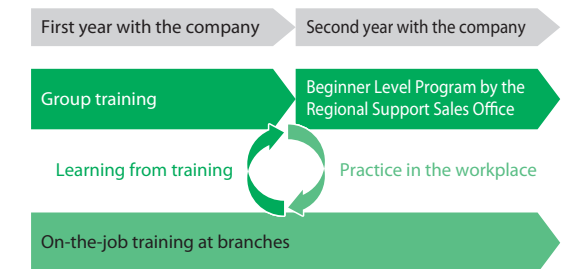 First year with the company
Second year with the company
Group training
Beginner Level Program by the
Regional Support Sales Office
Learning from training
Practice in the workplace
On-the-job training at branches